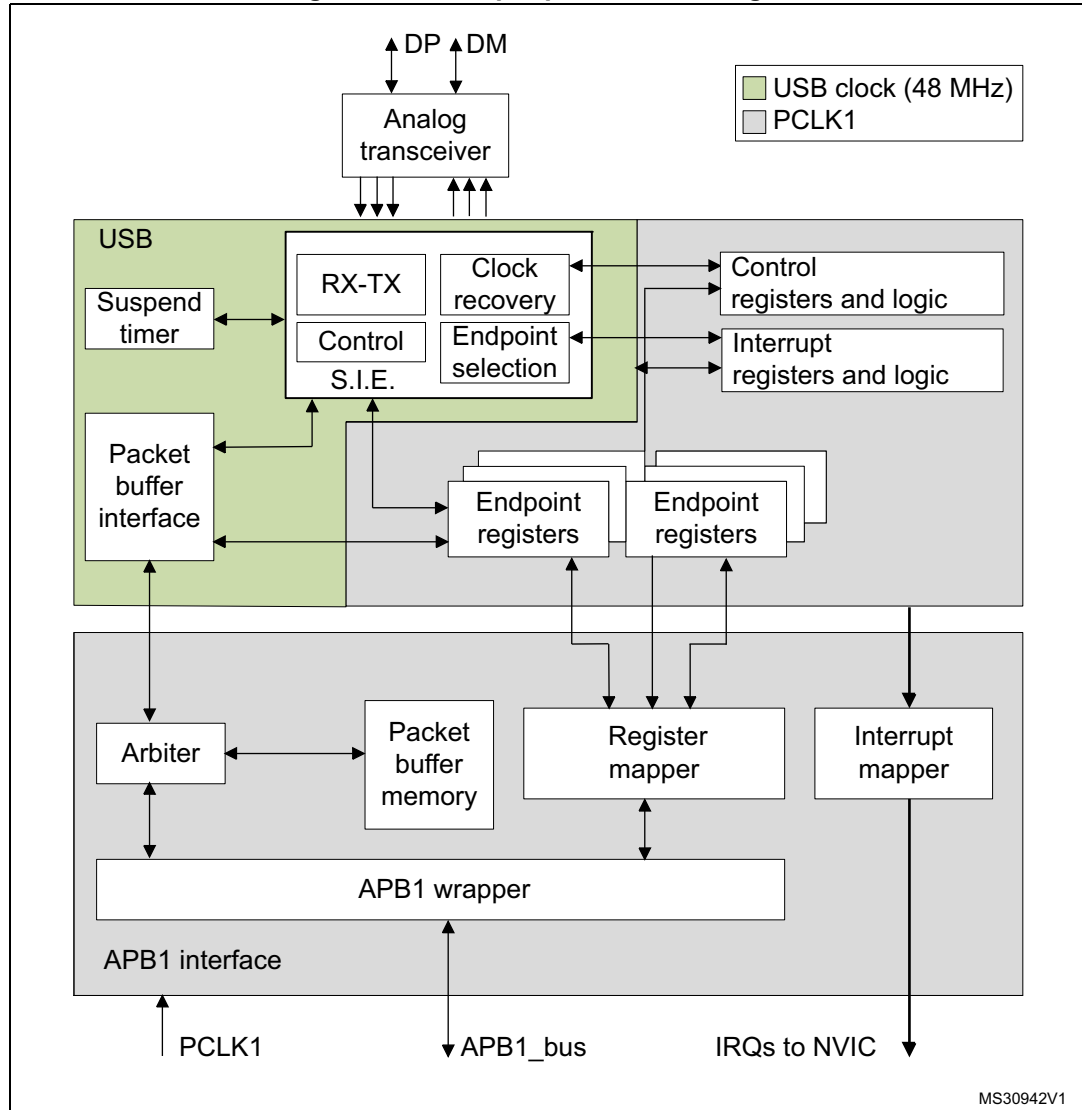 DP DM
USB clock (48 MHz)
PCLK1
Analog
transceiver
USB
Suspend
timer
RX-TX
Clock
recovery
Control
Endpoint
selection
S.I.E.
Control
registers and logic
Interrupt
registers and logic
Packet
buffer
interface
Endpoint
registers
Endpoint
registers
Arbiter
Packet
buffer
memory
Register
mapper
Interrupt
mapper
APB1 wrapper
APB1 interface
PCLK1
APB1_bus
IRQs to NVIC
MS30942V1